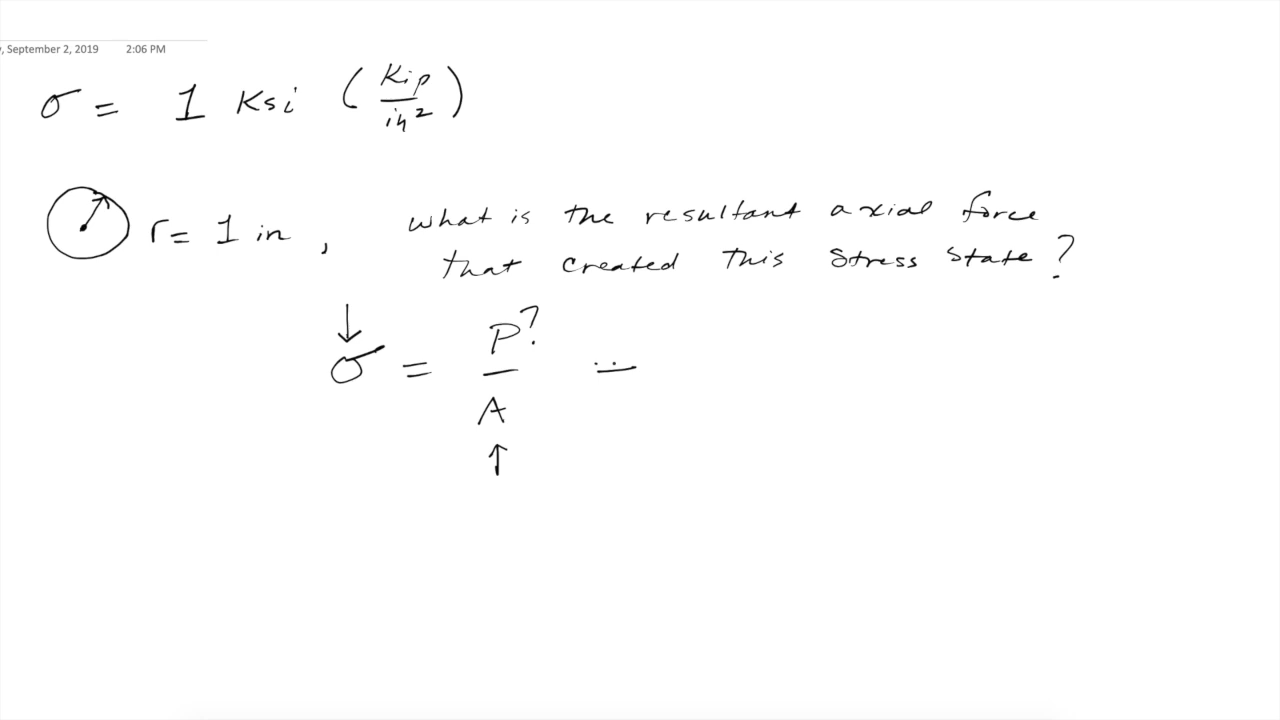 , September 2, 2019 2:06 PM
σ = 1 Ksi (Kip/in²)
r = 1 in , what is the resultant axial force
that created this stress state?
↓
σ = P?/A
↑